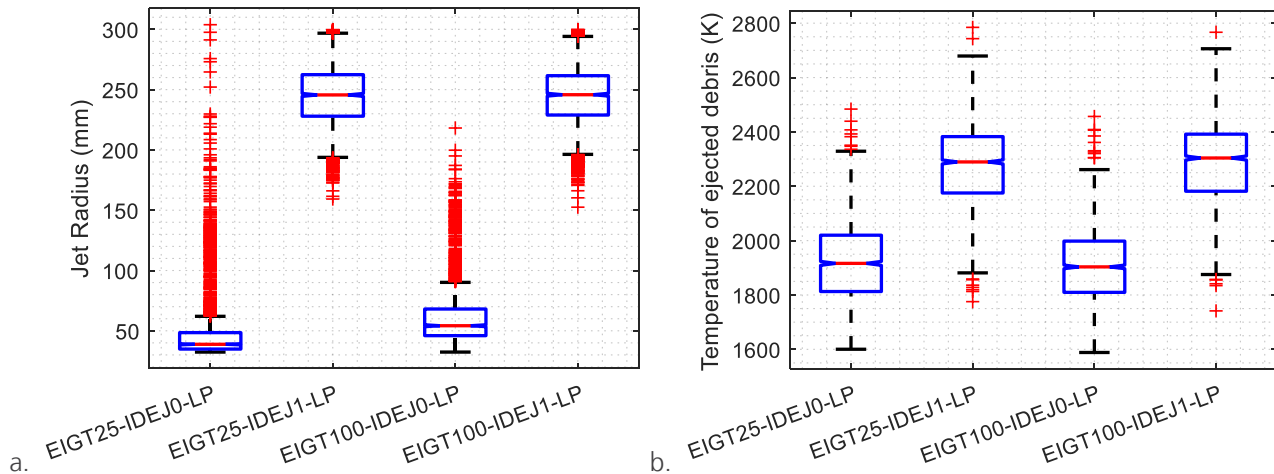 Jet Radius (mm)
300
250
200
150
100
50
EIGT25-IDEJ0-LP
EIGT25-IDEJ1-LP
EIGT100-IDEJ0-LP
EIGT100-IDEJ1-LP
a.
Temperature of ejected debris (K)
2800
2600
2400
2200
2000
1800
1600
EIGT25-IDEJ0-LP
EIGT25-IDEJ1-LP
EIGT100-IDEJ0-LP
EIGT100-IDEJ1-LP
b.